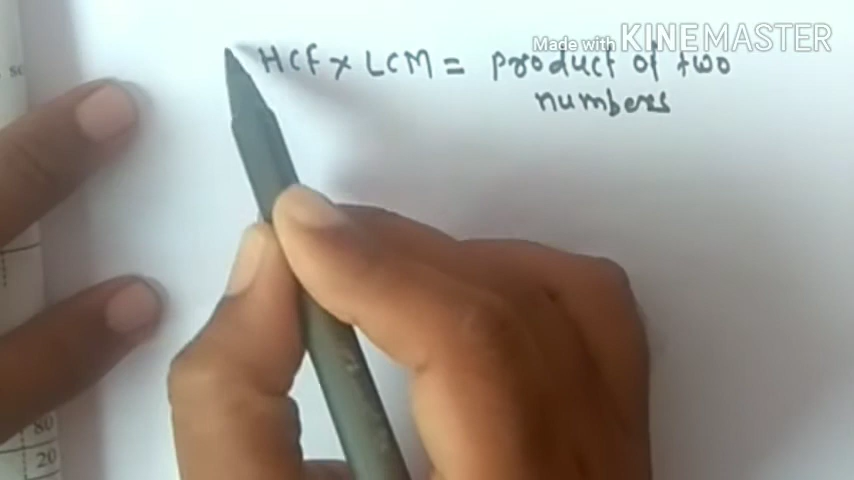 Made with KINEMASTER
HCF × LCM = product of two
numbers
80
20